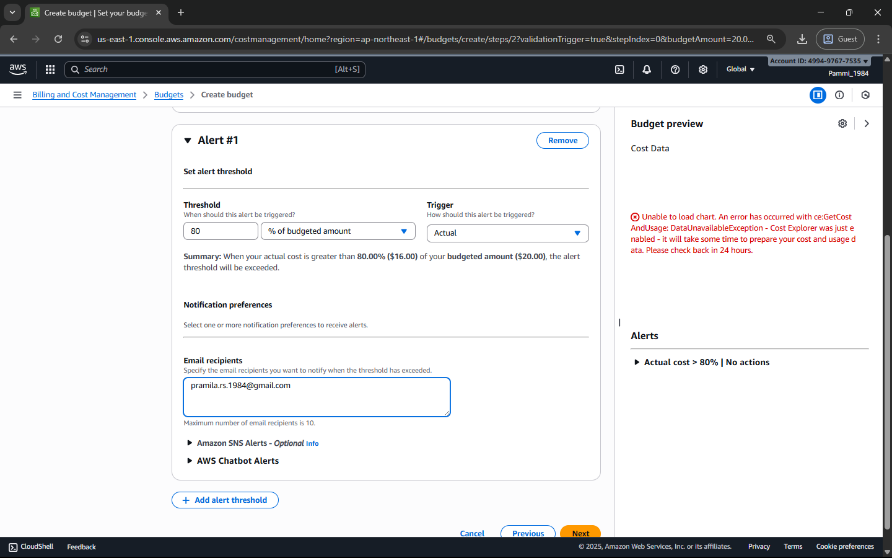 Create budget | Set your budge
us-east-1.console.aws.amazon.com/costmanagement/home?region=ap-northeast-1#/budgets/create/steps/2?validationTrigger=true&stepIndex=0&budgetAmount=20.0...
Guest
aws
Search
[Alt+S]
Global
Account ID: 4994-9767-7535
Pammi_1984
Billing and Cost Management
Budgets
Create budget
Alert #1
Remove
Set alert threshold
Threshold
When should this alert be triggered?
80
% of budgeted amount
Trigger
How should this alert be triggered?
Actual
Summary: When your actual cost is greater than 80.00% ($16.00) of your budgeted amount ($20.00), the alert
threshold will be exceeded.
Notification preferences
Select one or more notification preferences to receive alerts.
Email recipients
Specify the email recipients you want to notify when the threshold has exceeded.
pramila.rs.1984@gmail.com
Maximum number of email recipients is 10.
Amazon SNS Alerts - Optional Info
AWS Chatbot Alerts
+ Add alert threshold
Cancel
Previous
Next
Budget preview
Cost Data
Unable to load chart. An error has occurred with ce:GetCost
AndUsage: DataUnavailableException - Cost Explorer was just e
nabled - it will take some time to prepare your cost and usage d
ata. Please check back in 24 hours.
Alerts
Actual cost > 80% | No actions
CloudShell
Feedback
© 2025, Amazon Web Services, Inc. or its affiliates.
Privacy
Terms
Cookie preferences